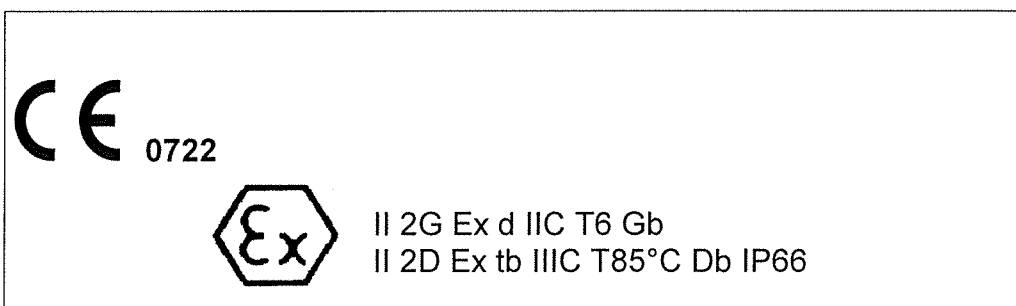 CE 0722
Ex
II 2G Ex d IIC T6 Gb
II 2D Ex tb IIIC T85°C Db IP66